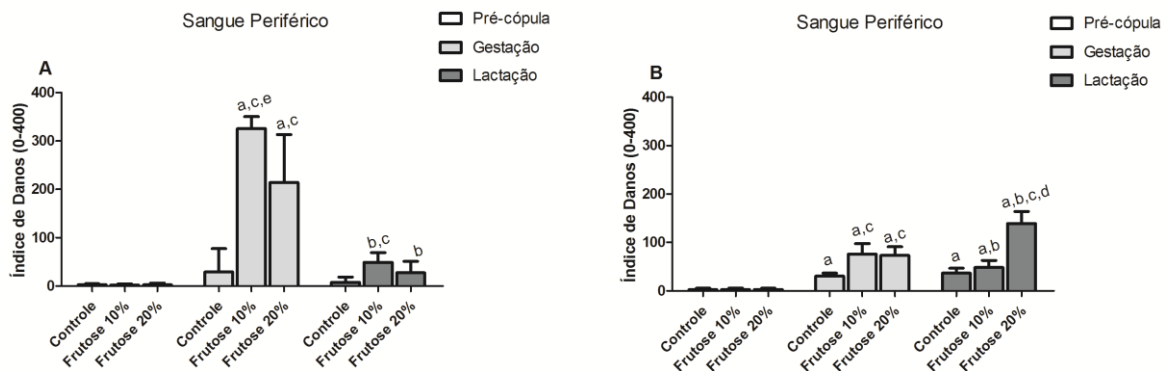 Sangue Periférico
Pré-cópula
Gestação
Lactação
A
Índice de Danos (0-400)
400
300
200
100
0
a,c,e
a,c
b,c
b
Controle
Frutose 10%
Frutose 20%
Controle
Frutose 10%
Frutose 20%
Controle
Frutose 10%
Frutose 20%
Sangue Periférico
Pré-cópula
Gestação
Lactação
B
Índice de Danos (0-400)
400
300
200
100
0
a
a,c
a,c
a
a,b
a,b,c,d
Controle
Frutose 10%
Frutose 20%
Controle
Frutose 10%
Frutose 20%
Controle
Frutose 10%
Frutose 20%